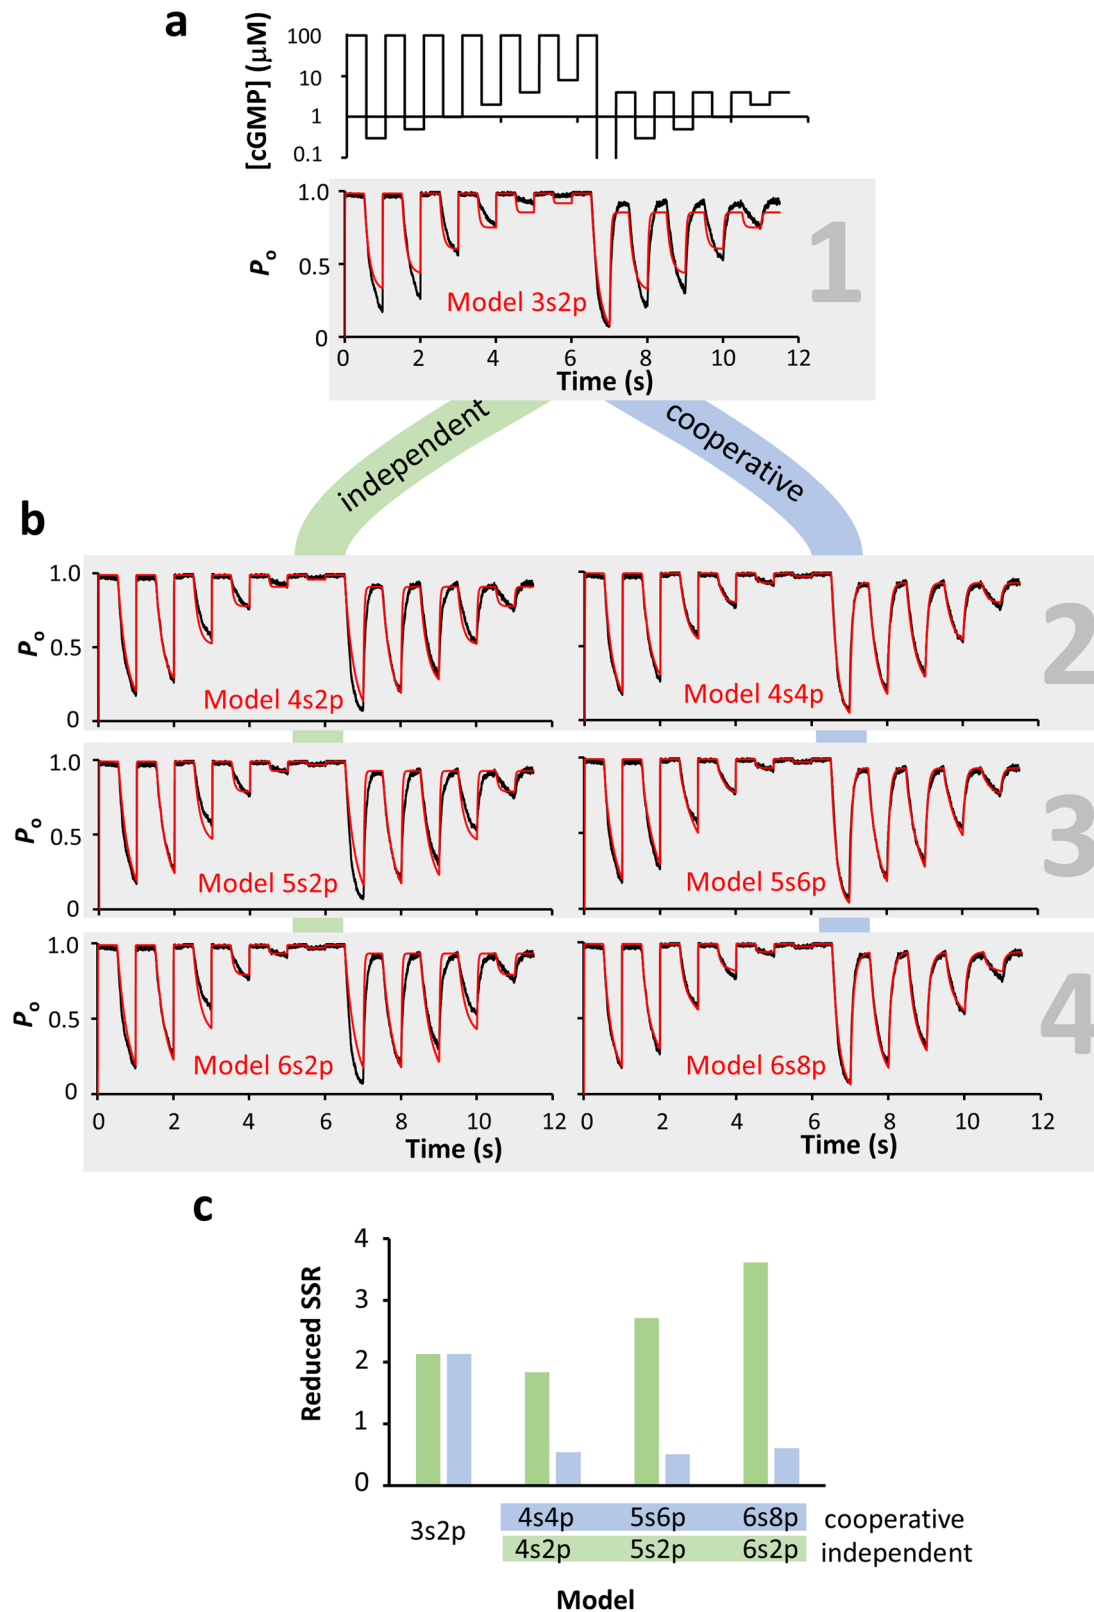 a
[cGMP] (μM)
100
10
1
0.1
1.0
0.5
0
Po
Model 3s2p
1
0 2 4 6 8 10 12
Time (s)
independent
cooperative
b
1.0
0.5
0
Po
Model 4s2p
Model 4s4p
2
1.0
0.5
0
Po
Model 5s2p
Model 5s6p
3
1.0
0.5
0
Po
Model 6s2p
Model 6s8p
4
0 2 4 6 8 10 12
0 2 4 6 8 10 12
Time (s)
Time (s)
c
Reduced SSR
4
3
2
1
0
3s2p
4s4p 5s6p 6s8p cooperative
4s2p 5s2p 6s2p independent
Model